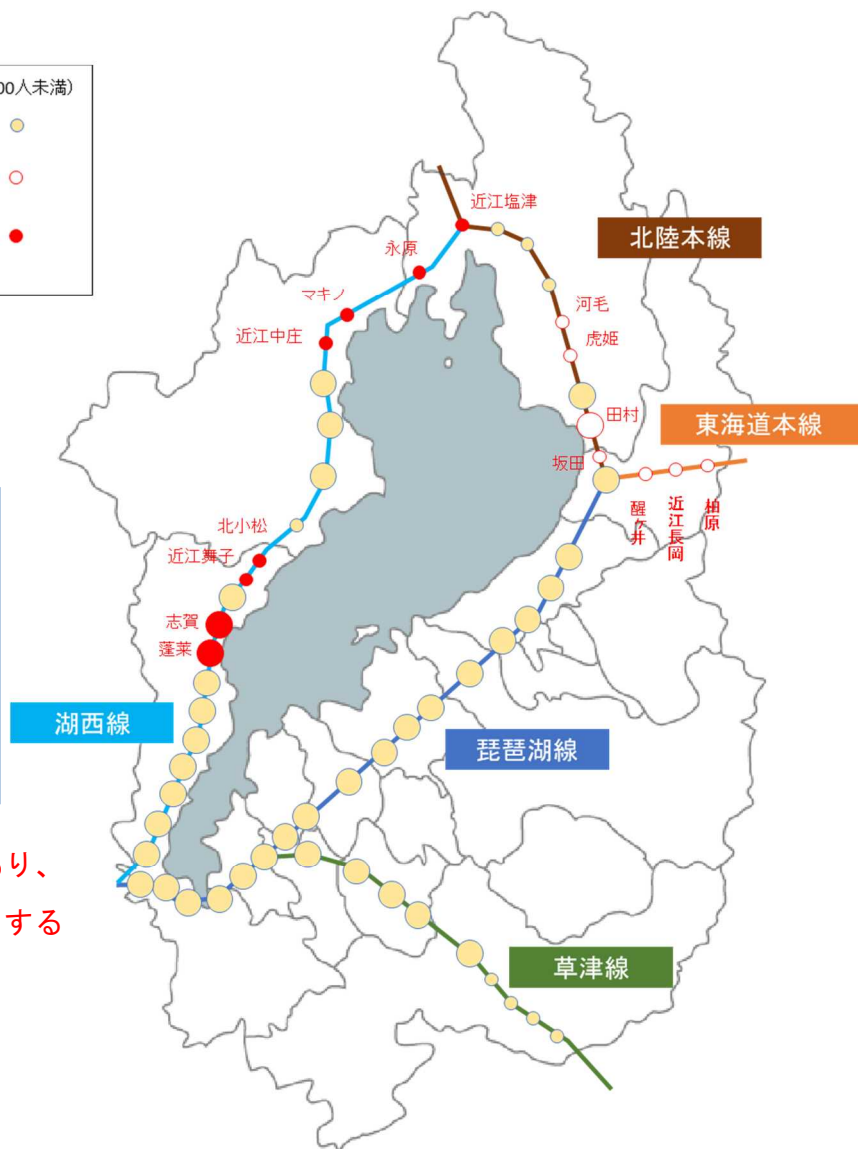 00人未満)
近江塩津
北陸本線
永原
マキノ
河毛
近江中庄
虎姫
田村
東海道本線
坂田
醒ヶ井
近江長岡
柏原
北小松
近江舞子
志賀
蓬莱
湖西線
琵琶湖線
り、
する
草津線